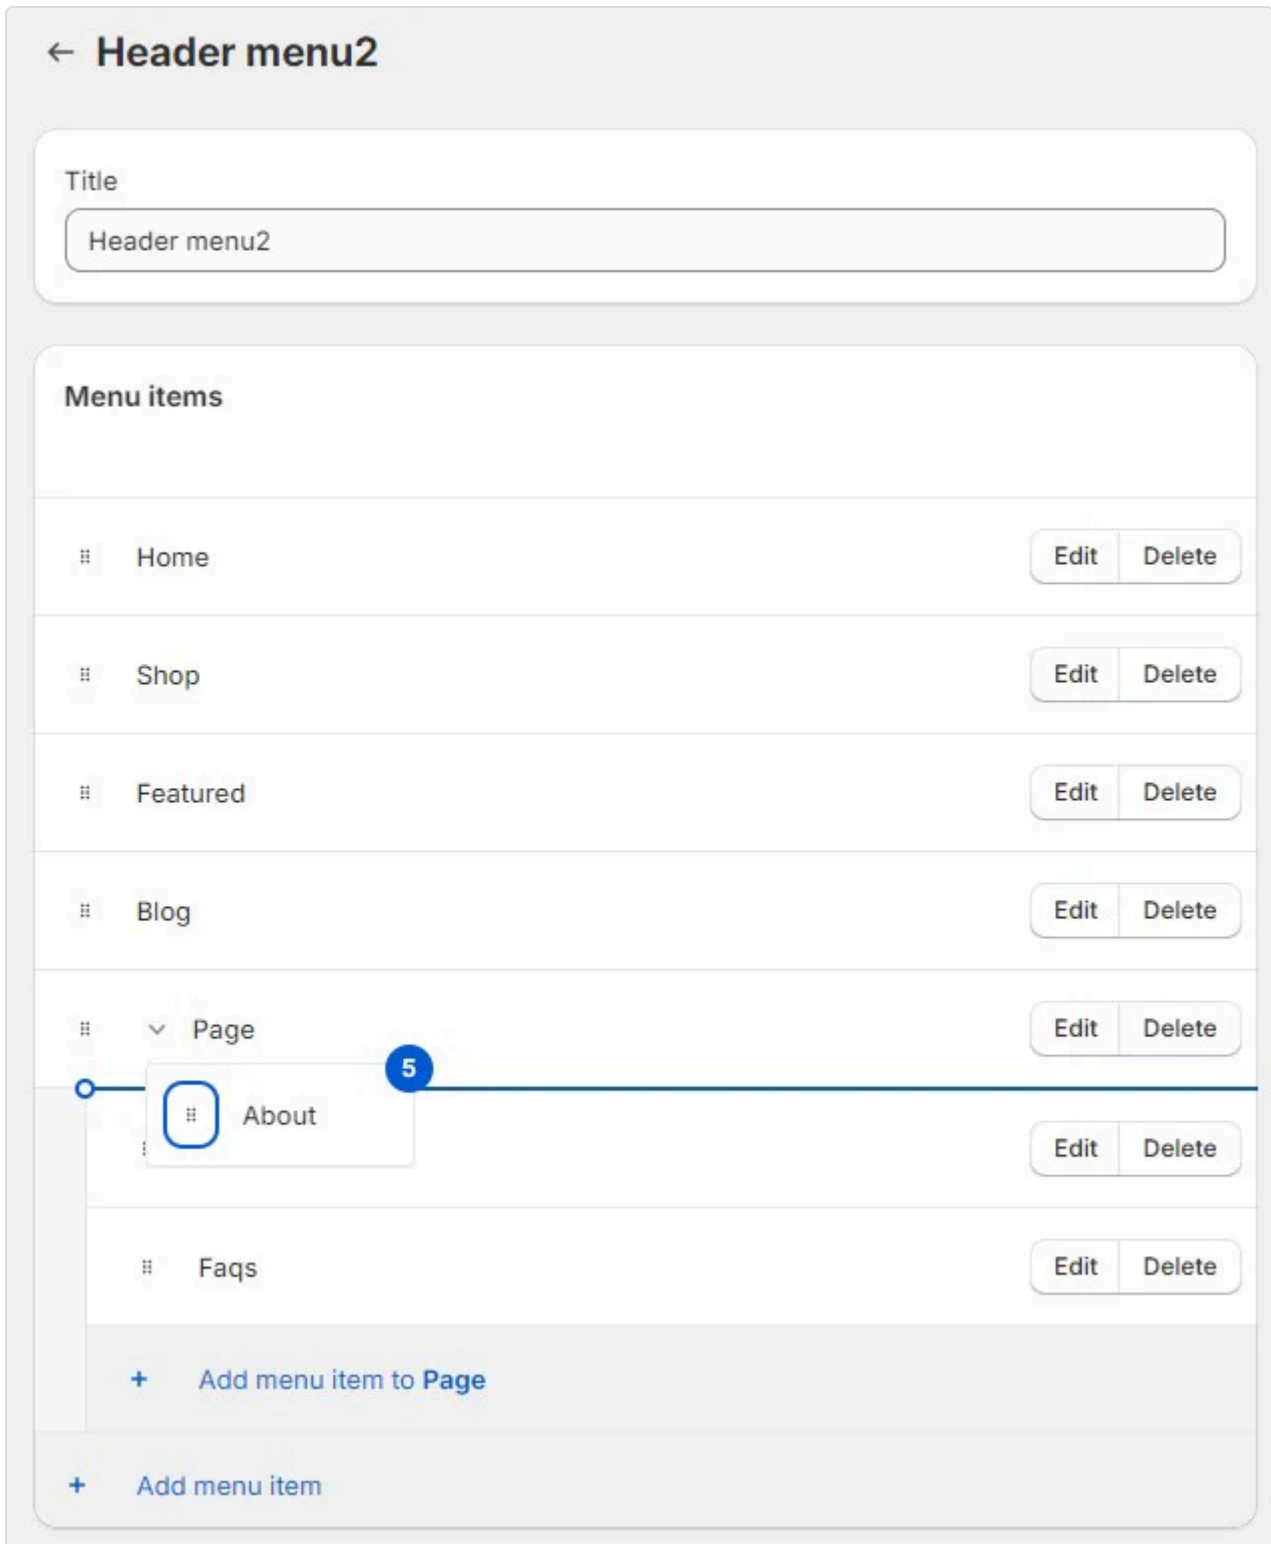 Header menu2
Title
Header menu2
Menu items
Home Edit Delete
Shop Edit Delete
Featured Edit Delete
Blog Edit Delete
Page Edit Delete
5
About
Edit Delete
Faqs Edit Delete
+ Add menu item to Page
+ Add menu item